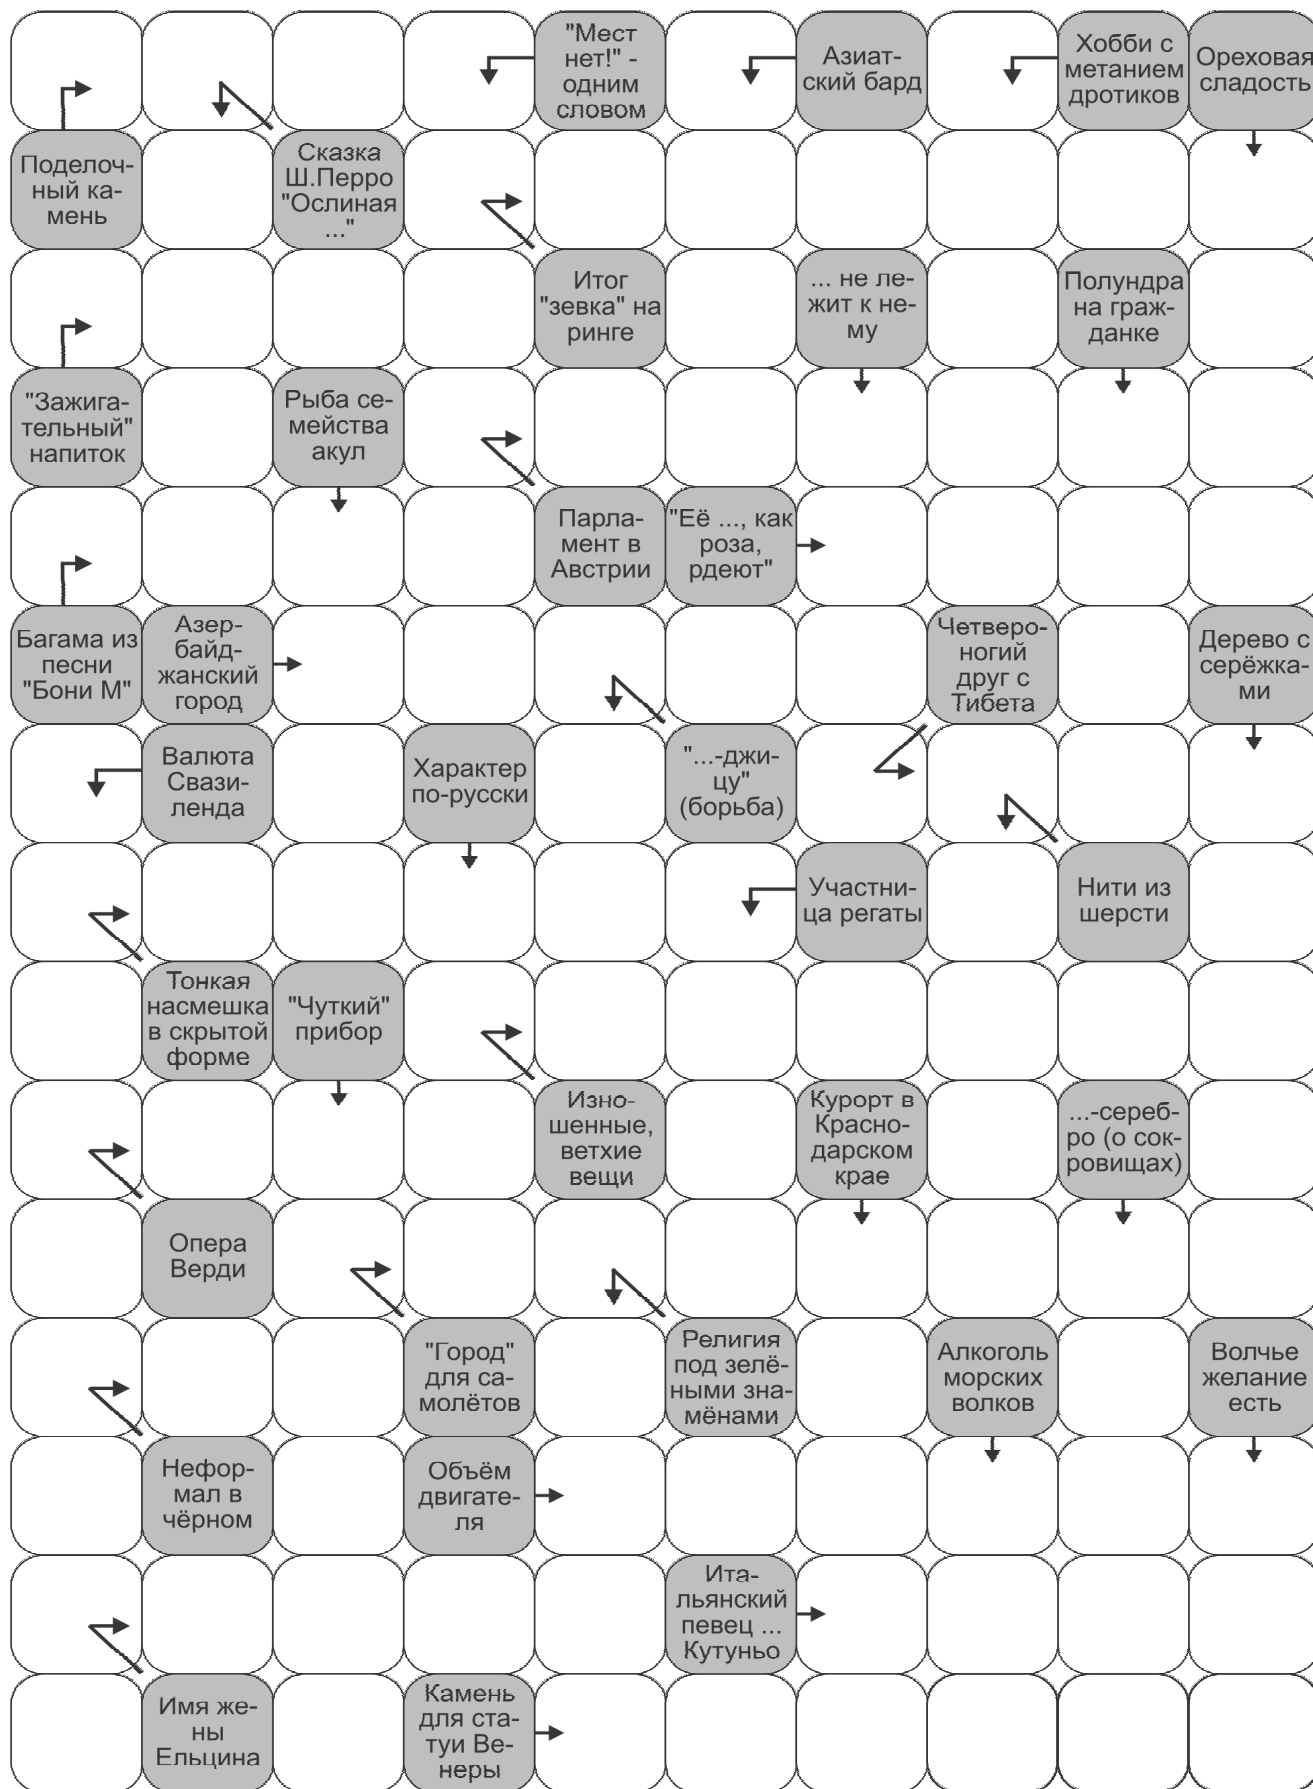 "Мест
нет!" -
одним
словом
Азиат-
ский бард
Хобби с
метанием
дротиков
Ореховая
сладость
Поделоч-
ный ка-
мень
Сказка
Ш.Перро
"Ослиная
..."
Итог
"зевка" на
ринге
... не ле-
жит к не-
му
Полундра
на граж-
данке
"Зажига-
тельный"
напиток
Рыба се-
мейства
акул
Парла-
мент в
Австрии
"Её ..., как
роза,
рдеют"
Багама из
песни
"Бони М"
Азер-
байд-
жанский
город
Четверо-
ногий
друг с
Тибета
Дерево с
серёжка-
ми
Валюта
Свази-
ленда
Характер
по-русски
"...-джи-
цу"
(борьба)
Участни-
ца регаты
Нити из
шерсти
Тонкая
насмешка
в скрытой
форме
"Чуткий"
прибор
Изно-
шенные,
ветхие
вещи
Курорт в
Красно-
дарском
крае
...-сереб-
ро (о сок-
ровищах)
Опера
Верди
"Город"
для са-
молётов
Религия
под зелё-
ными зна-
мёнами
Алкоголь
морских
волков
Волчье
желание
есть
Нефор-
мал в
чёрном
Объём
двигате-
ля
Ита-
льянский
певец ...
Кутуньо
Имя же-
ны
Ельцина
Камень
для ста-
туи Ве-
неры